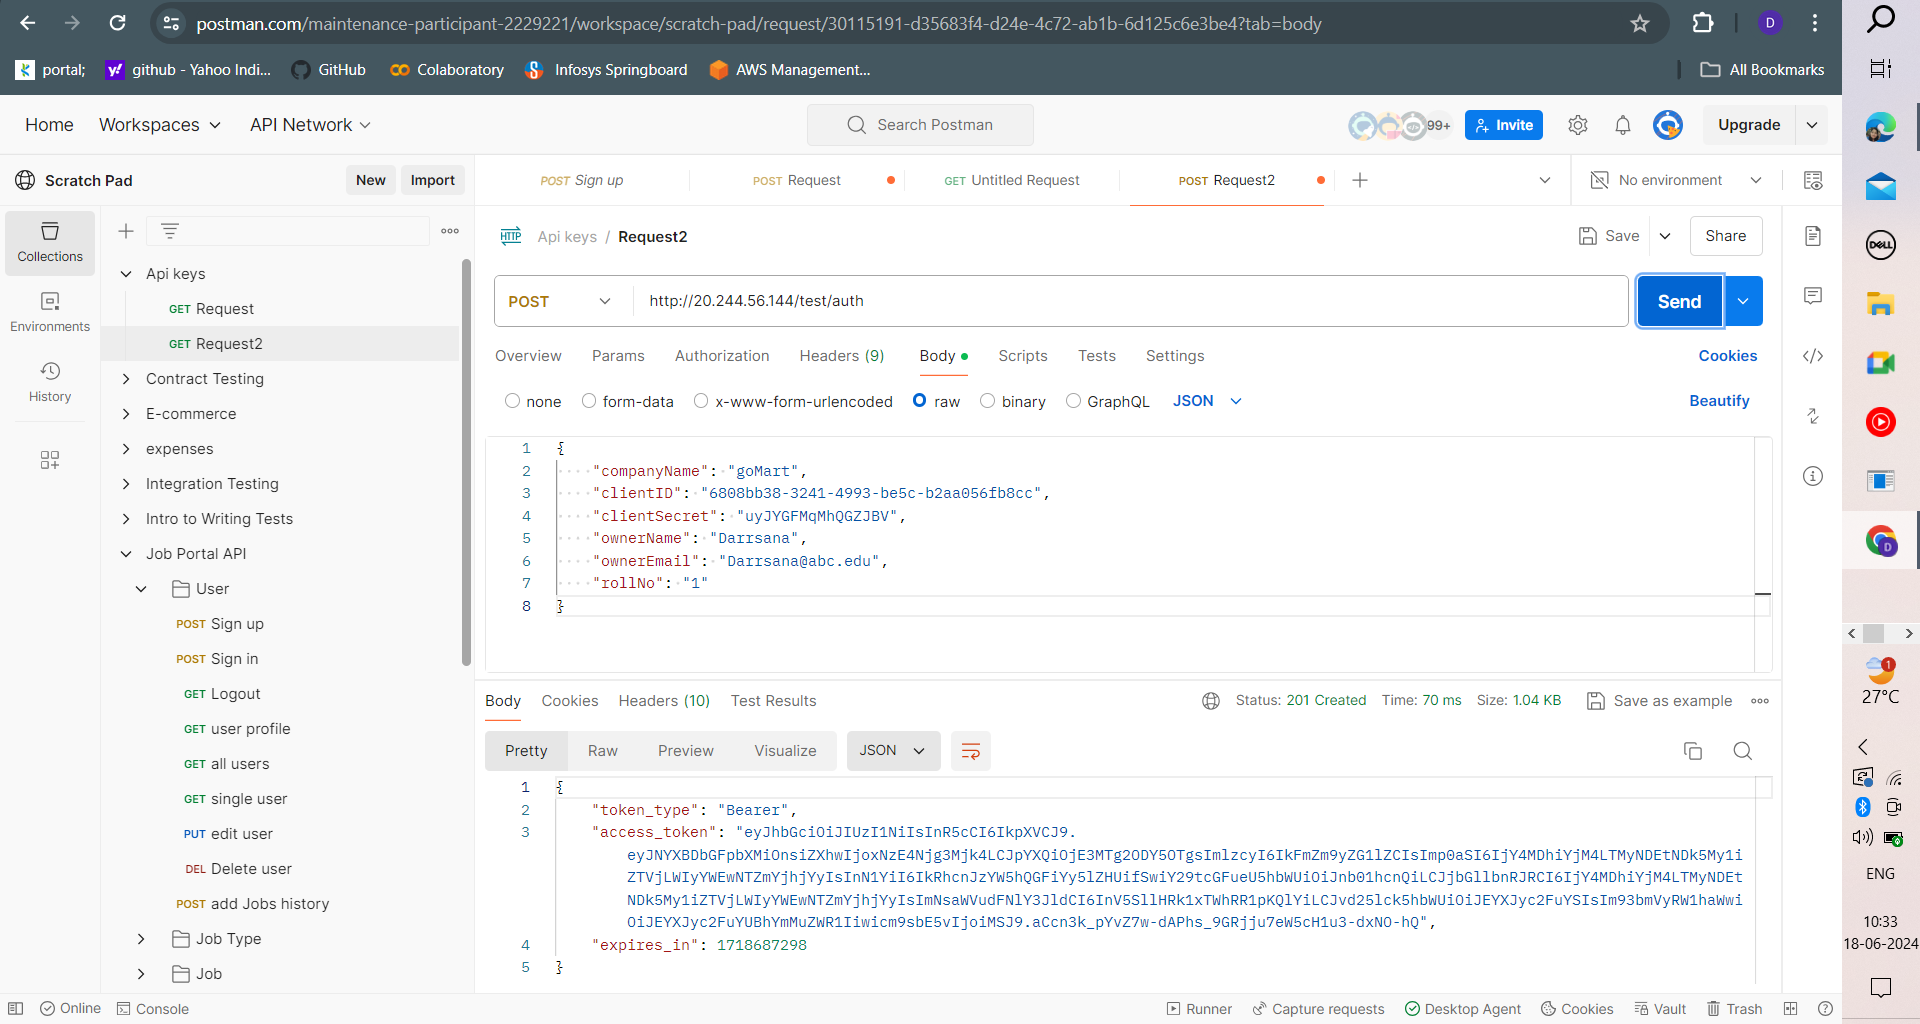 postman.com/maintenance-participant-2229221/workspace/scratch-pad/request/30115191-d35683f4-d24e-4c72-ab1b-6d125c6e3be4?tab=body
D
portal;
github - Yahoo Indi...
GitHub
Colaboratory
Infosys Springboard
AWS Management...
All Bookmarks
Home
Workspaces
API Network
Search Postman
99+
Invite
Upgrade
Scratch Pad
New
Import
POST Sign up
POST Request
GET Untitled Request
POST Request2
No environment
Collections
Environments
History
Api keys
GET Request
GET Request2
Contract Testing
E-commerce
expenses
Integration Testing
Intro to Writing Tests
Job Portal API
User
POST Sign up
POST Sign in
GET Logout
GET user profile
GET all users
GET single user
PUT edit user
DEL Delete user
POST add Jobs history
Job Type
Job
HTTP
Api keys / Request2
Save
Share
POST
http://20.244.56.144/test/auth
Send
Overview
Params
Authorization
Headers (9)
Body
Scripts
Tests
Settings
Cookies
none
form-data
x-www-form-urlencoded
raw
binary
GraphQL
JSON
Beautify
1 {
2 "companyName": "goMart",
3 "clientID": "6808bb38-3241-4993-be5c-b2aa056fb8cc",
4 "clientSecret": "uyJYGFMqMhQGZJBV",
5 "ownerName": "Darrsana",
6 "ownerEmail": "Darrsana@abc.edu",
7 "rollNo": "1"
8 }
Body
Cookies
Headers (10)
Test Results
Status: 201 Created
Time: 70 ms
Size: 1.04 KB
Save as example
Pretty
Raw
Preview
Visualize
JSON
1 {
2 "token_type": "Bearer",
3 "access_token": "eyJhbGciOiJIUzI1NiIsInR5cCI6IkpXVCJ9.
eyJNYXBDbGFpbXMiOnsiZXhwIjoxNzE4Njg3Mjk4LCJpYXQiOjE3MTg2ODY5OTgsImlzcyI6IkFmZm9yZG1lZCIsImp0aSI6IjY4MDhiYjM4LTMyNDEtNDk5My1i
ZTVjLWIyYWEwNTZmYjhjYyIsInN1YiI6IkRhcnJzYW5hQGFiYy5lZHUifSwiY29tcGFueU5hbWUiOiJnb01hcnQiLCJjbGllbnRJRCI6IjY4MDhiYjM4LTMyNDEt
NDk5My1iZTVjLWIyYWEwNTZmYjhjYyIsImNsaWVudFNlY3JldCI6InV5SllHRk1xTWhRR1pKQlYiLCJvd25lck5hbWUiOiJEYXJyc2FuYSIsIm93bmVyRW1haWwi
OiJEYXJyc2FuYUBhYmMuZWR1Iiwicm9sbE5vIjoiMSJ9.aCcn3k_pYvZ7w-dAPhs_9GRjju7eW5cH1u3-dxNO-hQ",
4 "expires_in": 1718687298
5 }
Online
Console
Runner
Capture requests
Desktop Agent
Cookies
Vault
Trash
DELL
D
1
27°C
ENG
10:33
18-06-2024